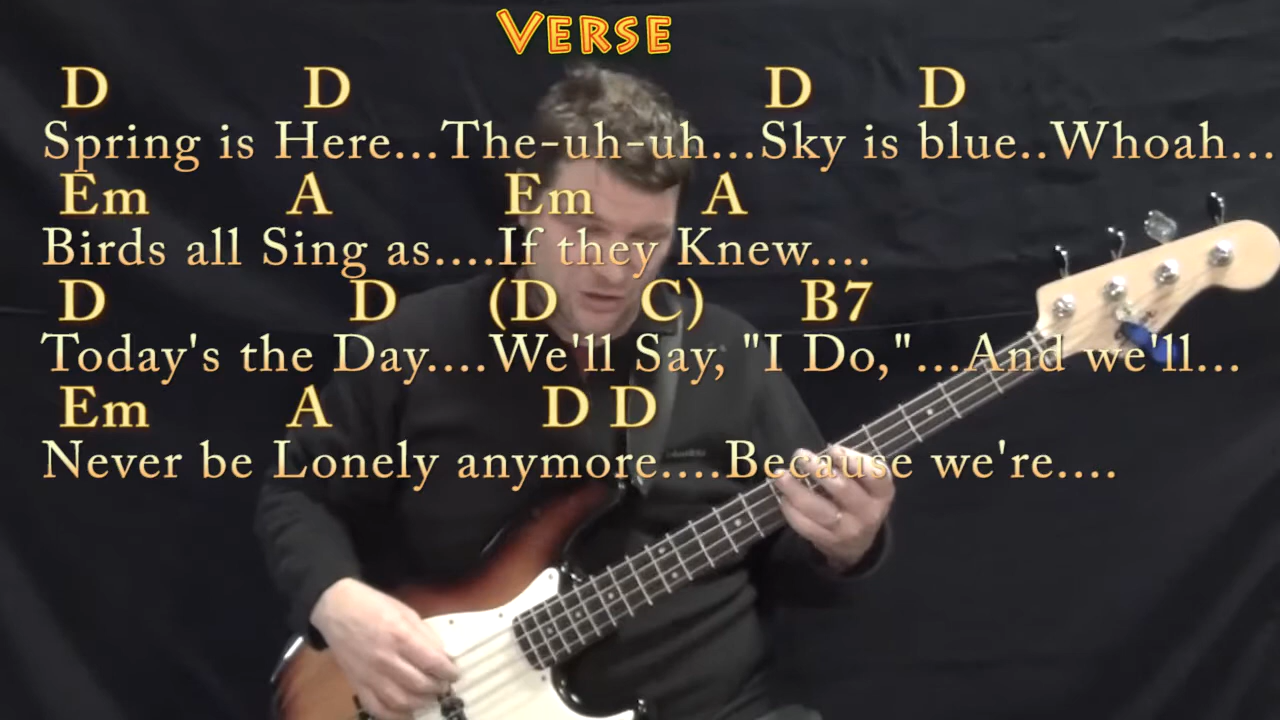 VERSE
D D D D
Spring is Here...The-uh-uh...Sky is blue..Whoah...
Em A Em A
Birds all Sing as....If they Knew....
D D (D C) B7
Today's the Day....We'll Say, "I Do,"...And we'll...
Em A D D
Never be Lonely anymore....Because we're....